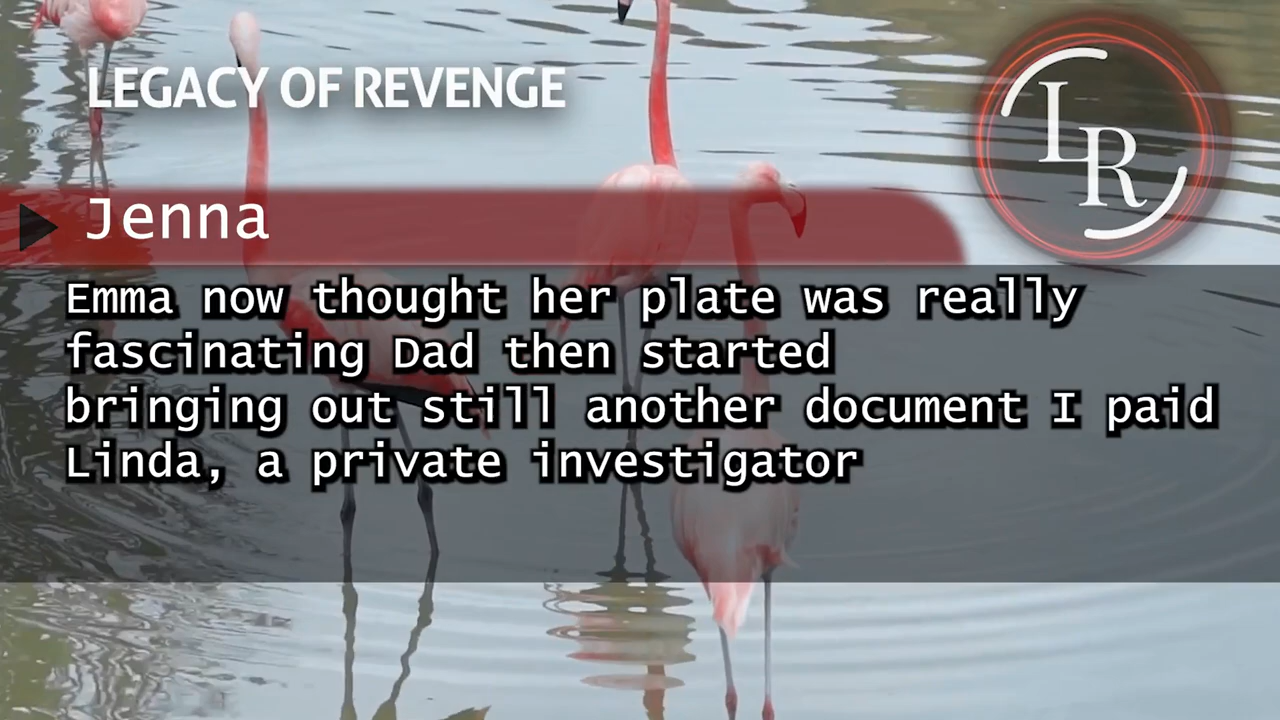 LEGACY OF REVENGE
LR
Jenna
Emma now thought her plate was really
fascinating Dad then started
bringing out still another document I paid
Linda, a private investigator